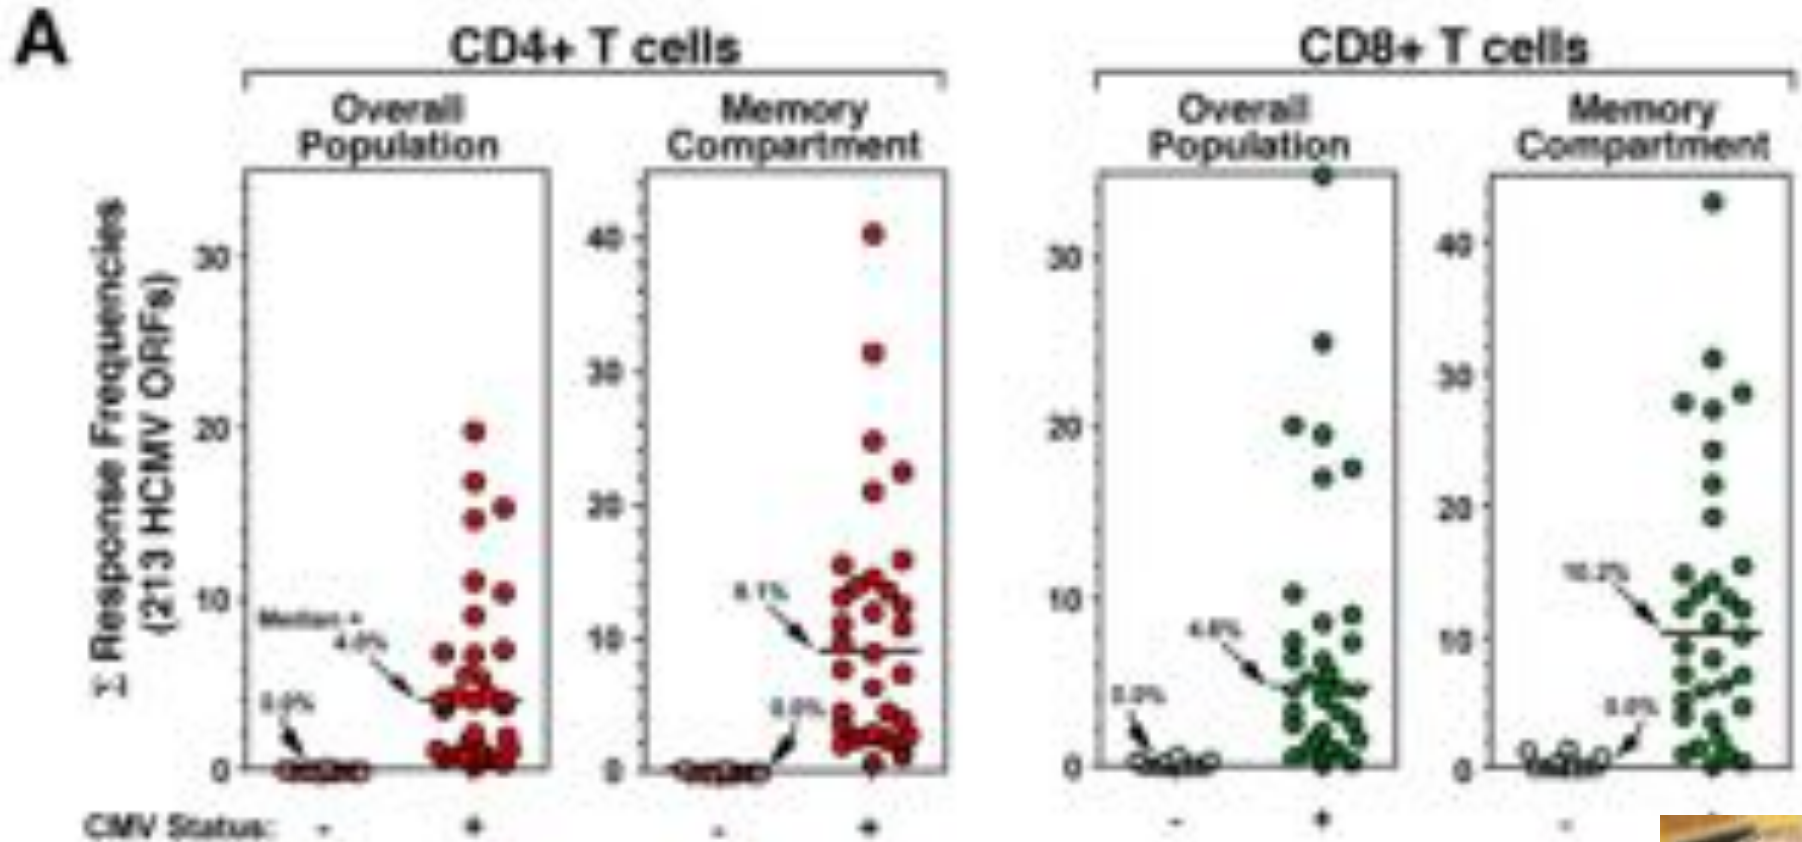 A
CD4+ T cells
CD8+ T cells
Overall Population
Memory Compartment
Overall Population
Memory Compartment
Σ Response Frequencies
(213 HCMV ORFs)
30
20
10
0
Median =
4.0%
0.0%
40
30
20
10
0
9.1%
0.0%
30
20
10
0
4.6%
0.0%
40
30
20
10
0
10.2%
0.0%
CMV Status: - + - + - + -